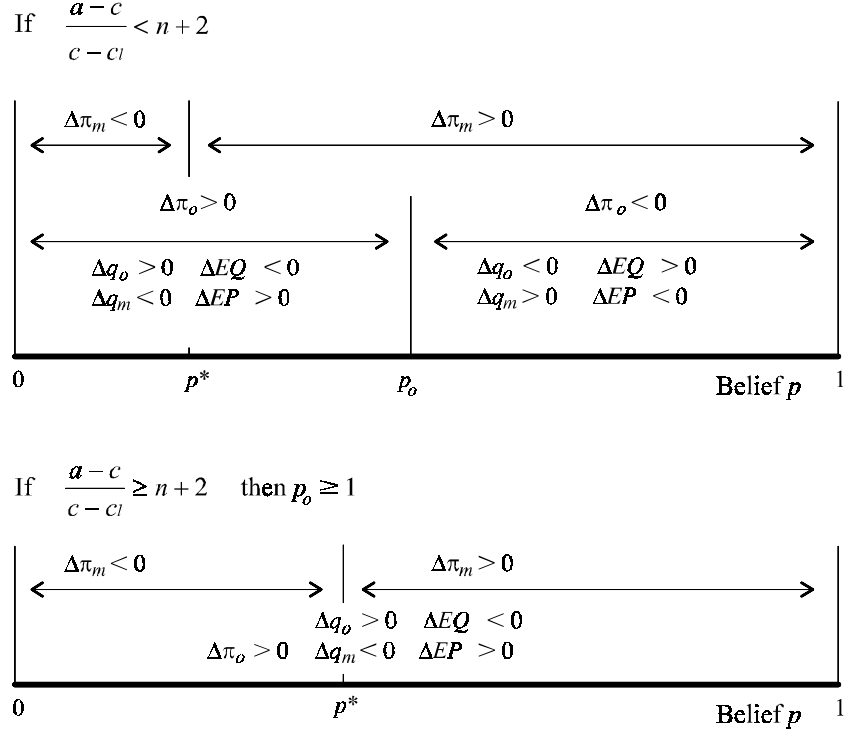 If (a − c)/(c − cₗ) < n + 2
Δπₘ < 0 Δπₘ > 0
Δπₒ > 0 Δπₒ < 0
Δqₒ > 0 ΔEQ < 0 Δqₒ < 0 ΔEQ > 0
Δqₘ < 0 ΔEP > 0 Δqₘ > 0 ΔEP < 0
0 p* pₒ Belief p 1
If (a − c)/(c − cₗ) ≥ n + 2 then pₒ ≥ 1
Δπₘ < 0 Δπₘ > 0
Δqₒ > 0 ΔEQ < 0
Δπₒ > 0 Δqₘ < 0 ΔEP > 0
0 p* Belief p 1